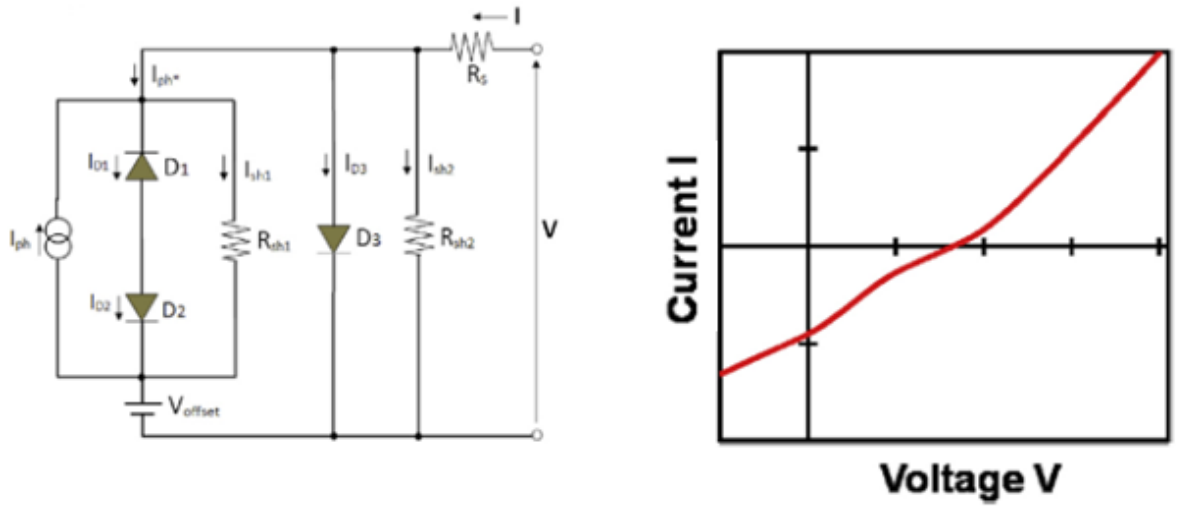 I
Iph*
Rs
ID1
D1
Ish1
ID3
Ish2
Iph
Rsh1
D3
Rsh2
V
ID2
D2
Voffset
Current I
Voltage V